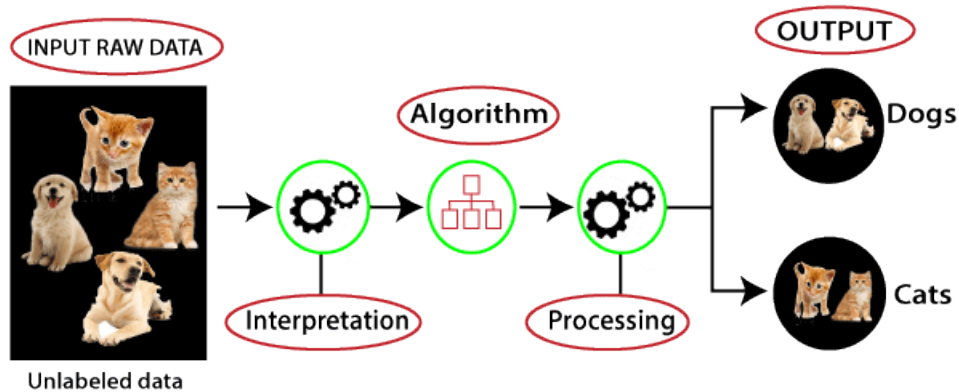 INPUT RAW DATA
Unlabeled data
Interpretation
Algorithm
Processing
OUTPUT
Dogs
Cats